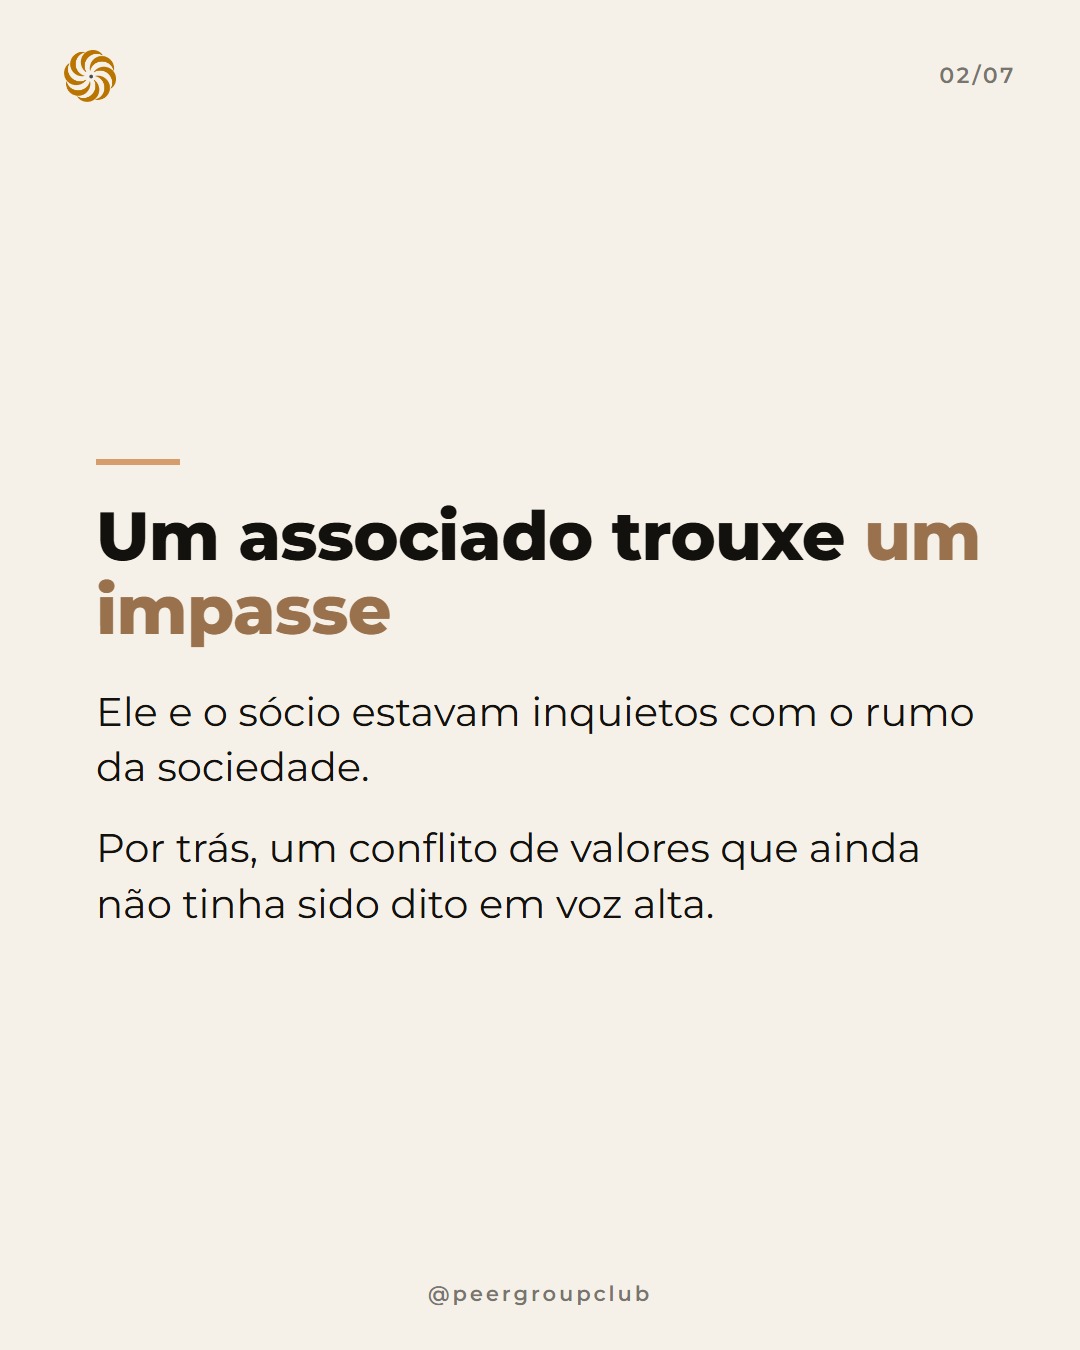 02/07
Um associado trouxe um
impasse
Ele e o sócio estavam inquietos com o rumo
da sociedade.
Por trás, um conflito de valores que ainda
não tinha sido dito em voz alta.
@peergroupclub